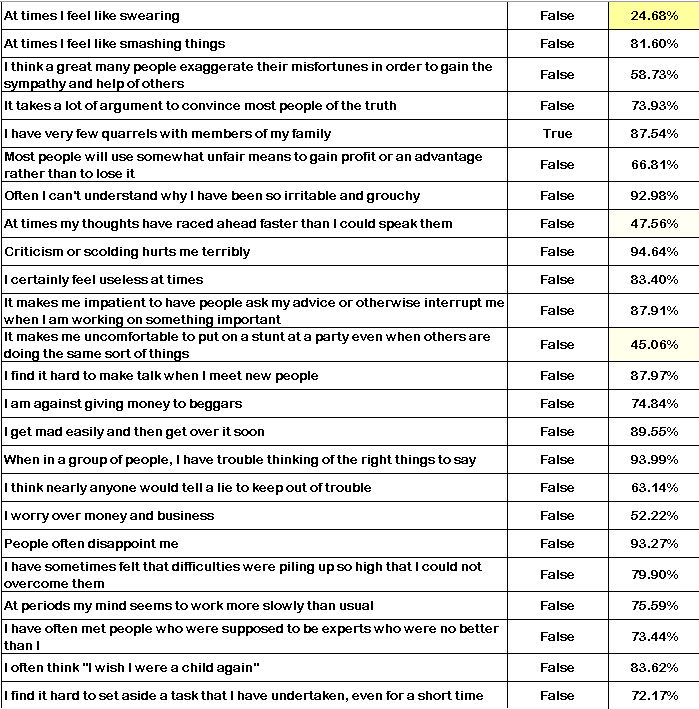 At times I feel like swearing False 24.68%
At times I feel like smashing things False 81.60%
I think a great many people exaggerate their misfortunes in order to gain the
sympathy and help of others False 58.73%
It takes a lot of argument to convince most people of the truth False 73.93%
I have very few quarrels with members of my family True 87.54%
Most people will use somewhat unfair means to gain profit or an advantage
rather than to lose it False 66.81%
Often I can't understand why I have been so irritable and grouchy False 92.98%
At times my thoughts have raced ahead faster than I could speak them False 47.56%
Criticism or scolding hurts me terribly False 94.64%
I certainly feel useless at times False 83.40%
It makes me impatient to have people ask my advice or otherwise interrupt me
when I am working on something important False 87.91%
It makes me uncomfortable to put on a stunt at a party even when others are
doing the same sort of things False 45.06%
I find it hard to make talk when I meet new people False 87.97%
I am against giving money to beggars False 74.84%
I get mad easily and then get over it soon False 89.55%
When in a group of people, I have trouble thinking of the right things to say False 93.99%
I think nearly anyone would tell a lie to keep out of trouble False 63.14%
I worry over money and business False 52.22%
People often disappoint me False 93.27%
I have sometimes felt that difficulties were piling up so high that I could not
overcome them False 79.90%
At periods my mind seems to work more slowly than usual False 75.59%
I have often met people who were supposed to be experts who were no better
than I False 73.44%
I often think "I wish I were a child again" False 83.62%
I find it hard to set aside a task that I have undertaken, even for a short time False 72.17%